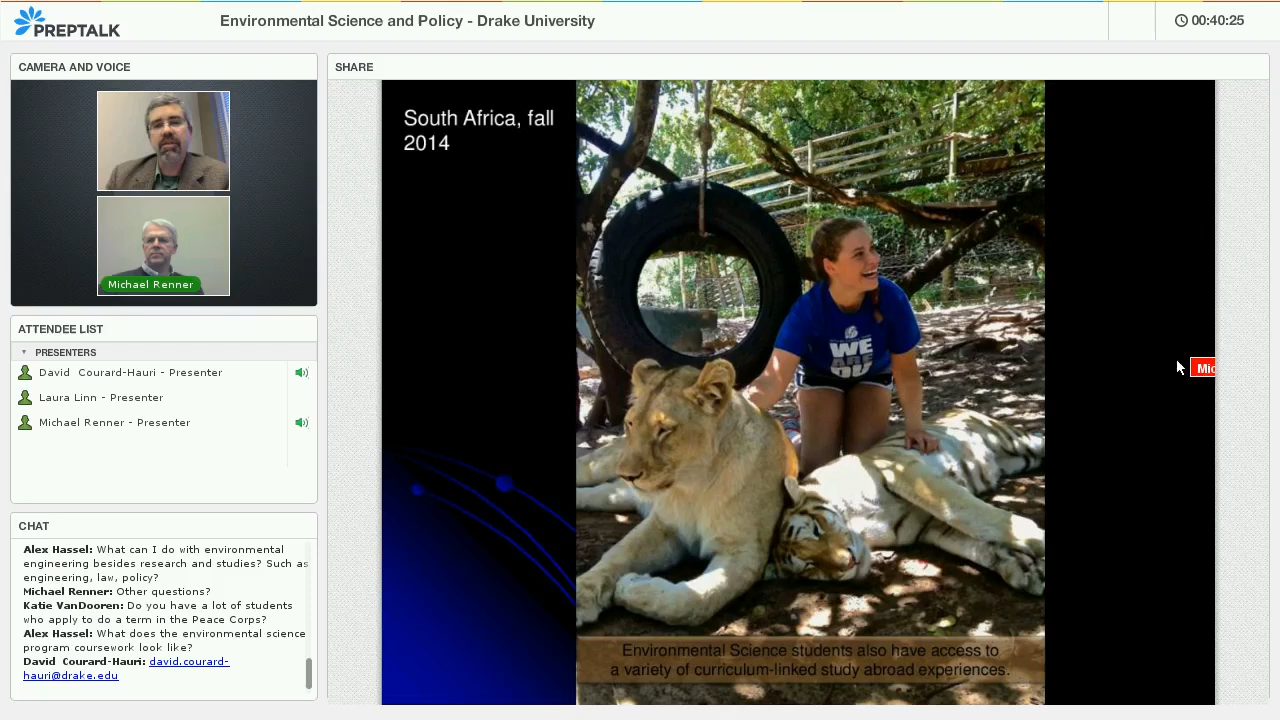 PREPTALK
Environmental Science and Policy - Drake University
00:40:25
CAMERA AND VOICE
Michael Renner
ATTENDEE LIST
PRESENTERS
David Courard-Hauri - Presenter
Laura Linn - Presenter
Michael Renner - Presenter
CHAT
Alex Hassel: What can I do with environmental
engineering besides research and studies? Such as
engineering, law, policy?
Michael Renner: Other questions?
Katie VanDooren: Do you have a lot of students
who apply to do a term in the Peace Corps?
Alex Hassel: What does the environmental science
program coursework look like?
David Courard-Hauri: david.courard-
hauri@drake.edu
SHARE
South Africa, fall
2014
WE
ARE
Mic
Environmental Science students also have access to
a variety of curriculum-linked study abroad experiences.